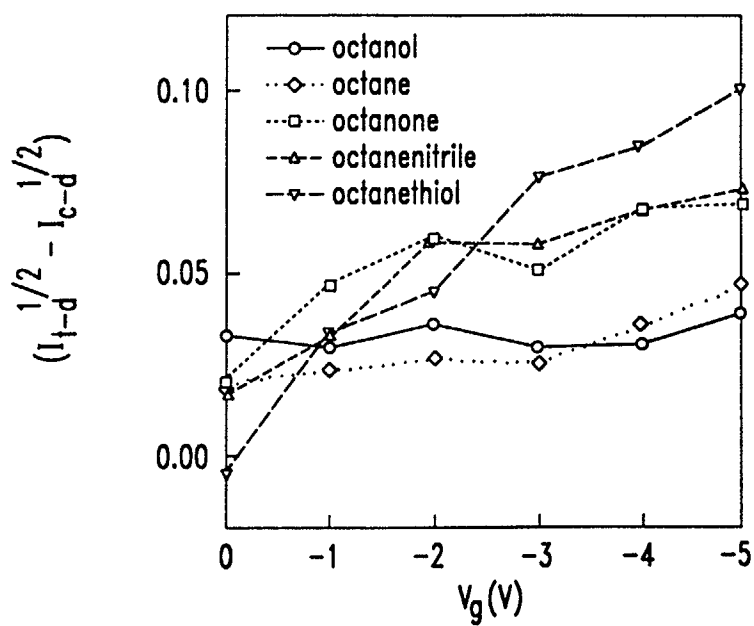 octanol
octane
octanone
octanenitrile
octanethiol
0.10
0.05
0.00
(I_{i-d}^{1/2} - I_{c-d}^{1/2})
0
-1
-2
-3
-4
-5
V_g(V)